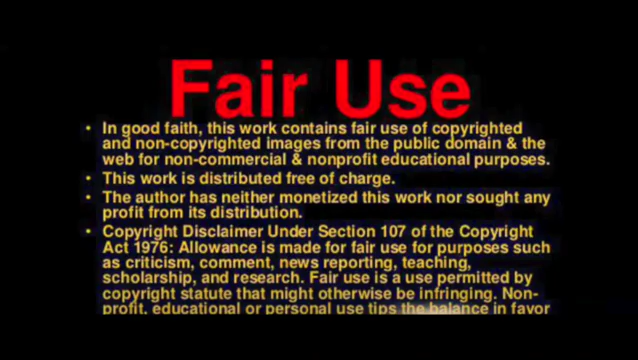 Fair Use
• In good faith, this work contains fair use of copyrighted
and non-copyrighted images from the public domain & the
web for non-commercial & nonprofit educational purposes.
• This work is distributed free of charge.
• The author has neither monetized this work nor sought any
profit from its distribution.
• Copyright Disclaimer Under Section 107 of the Copyright
Act 1976: Allowance is made for fair use for purposes such
as criticism, comment, news reporting, teaching,
scholarship, and research. Fair use is a use permitted by
copyright statute that might otherwise be infringing. Non-
profit, educational or personal use tips the balance in favor